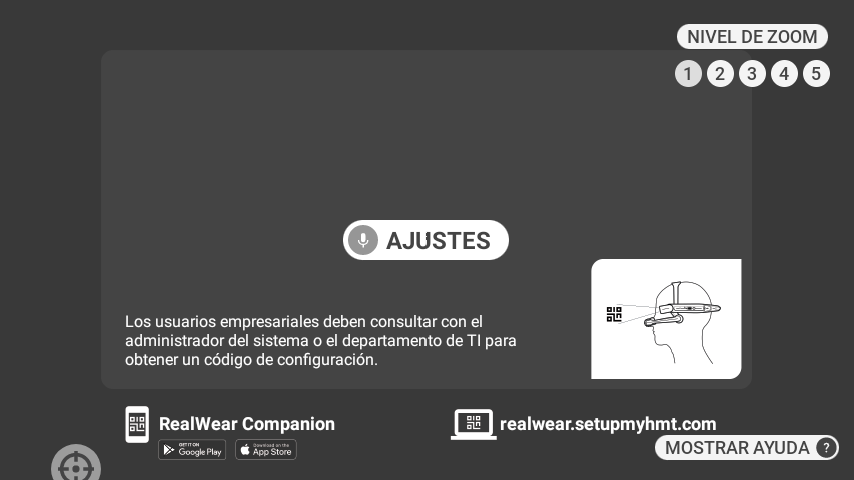 NIVEL DE ZOOM
1 2 3 4 5
AJUSTES
Los usuarios empresariales deben consultar con el
administrador del sistema o el departamento de TI para
obtener un código de configuración.
RealWear Companion
GET IT ON
Google Play
Download on the
App Store
realwear.setupmyhmt.com
MOSTRAR AYUDA ?